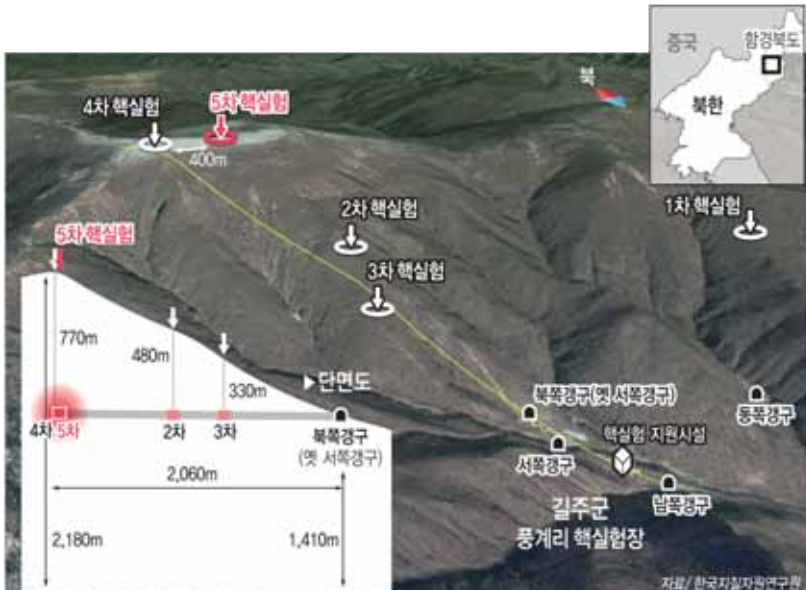 중국
함경북도
북한
북
4차 핵실험
5차 핵실험
400m
2차 핵실험
1차 핵실험
3차 핵실험
5차 핵실험
770m
480m
330m
▶단면도
4차 5차
2차
3차
북쪽갱구
(옛 서쪽갱구)
2,060m
2,180m
1,410m
북쪽갱구(옛 서쪽갱구)
동쪽갱구
핵실험 지원시설
서쪽갱구
남쪽갱구
길주군
풍계리 핵실험장
자료/ 한국지질자원연구원